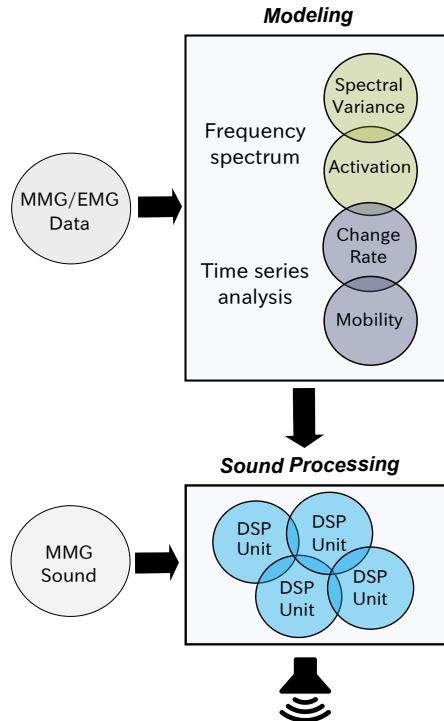 Modeling
Spectral
Variance
Frequency
spectrum
Activation
MMG/EMG
Data
Change
Rate
Time series
analysis
Mobility
Sound Processing
DSP
Unit
DSP
Unit
MMG
Sound
DSP
Unit
DSP
Unit